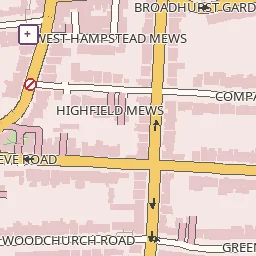 BROADHURST GARD
WEST HAMPSTEAD MEWS
COMPA
HIGHFIELD MEWS
EVE ROAD
WOODCHURCH ROAD
GREEN